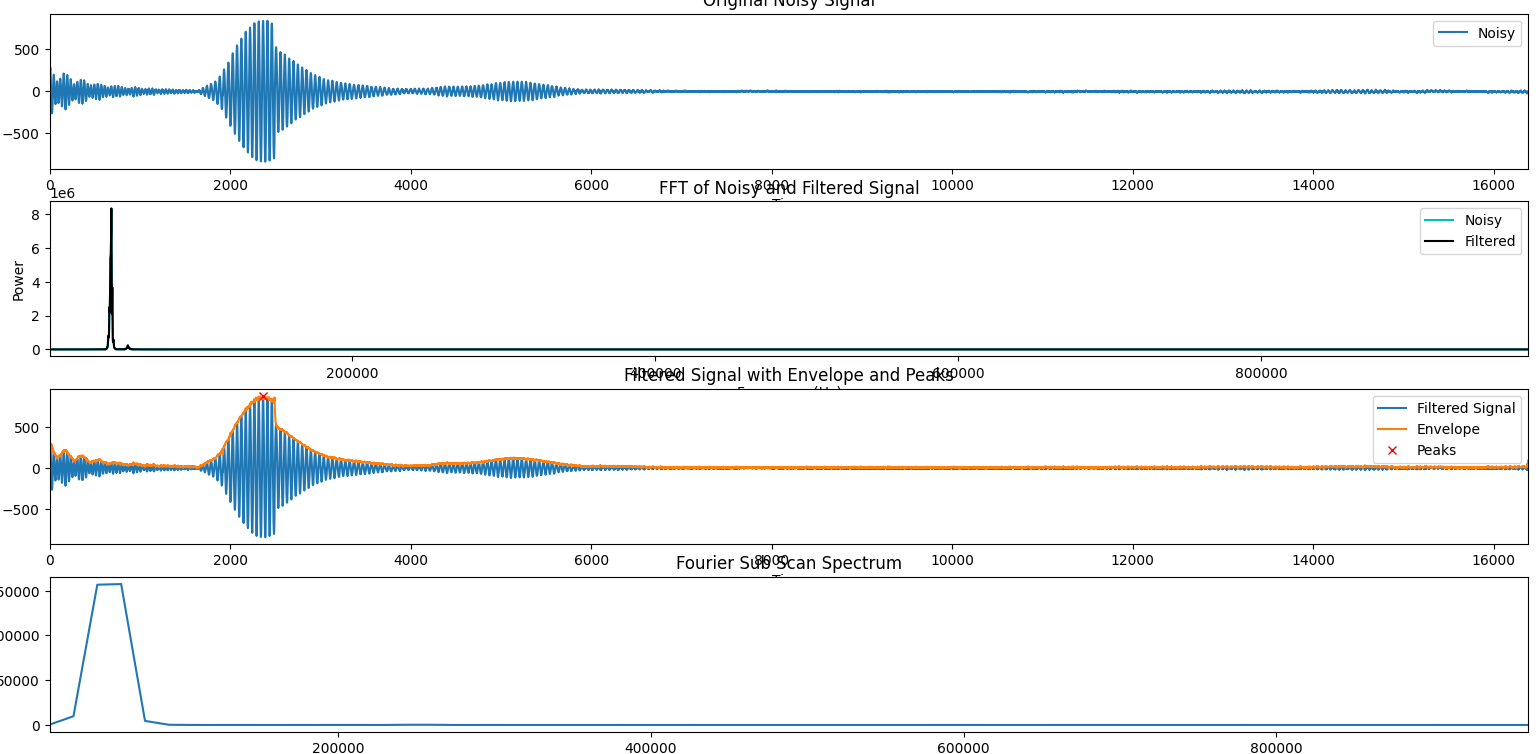 Original Noisy Signal
500
0
−500
Noisy
0 2000 4000 6000 8000 10000 12000 14000 16000
1e6
FFT of Noisy and Filtered Signal
8
6
4
2
0
Power
Noisy
Filtered
200000 400000 600000 800000
Filtered Signal with Envelope and Peaks
500
0
−500
Filtered Signal
Envelope
Peaks
0 2000 4000 6000 8000 10000 12000 14000 16000
Fourier Sub Scan Spectrum
50000
00000
50000
0
200000 400000 600000 800000